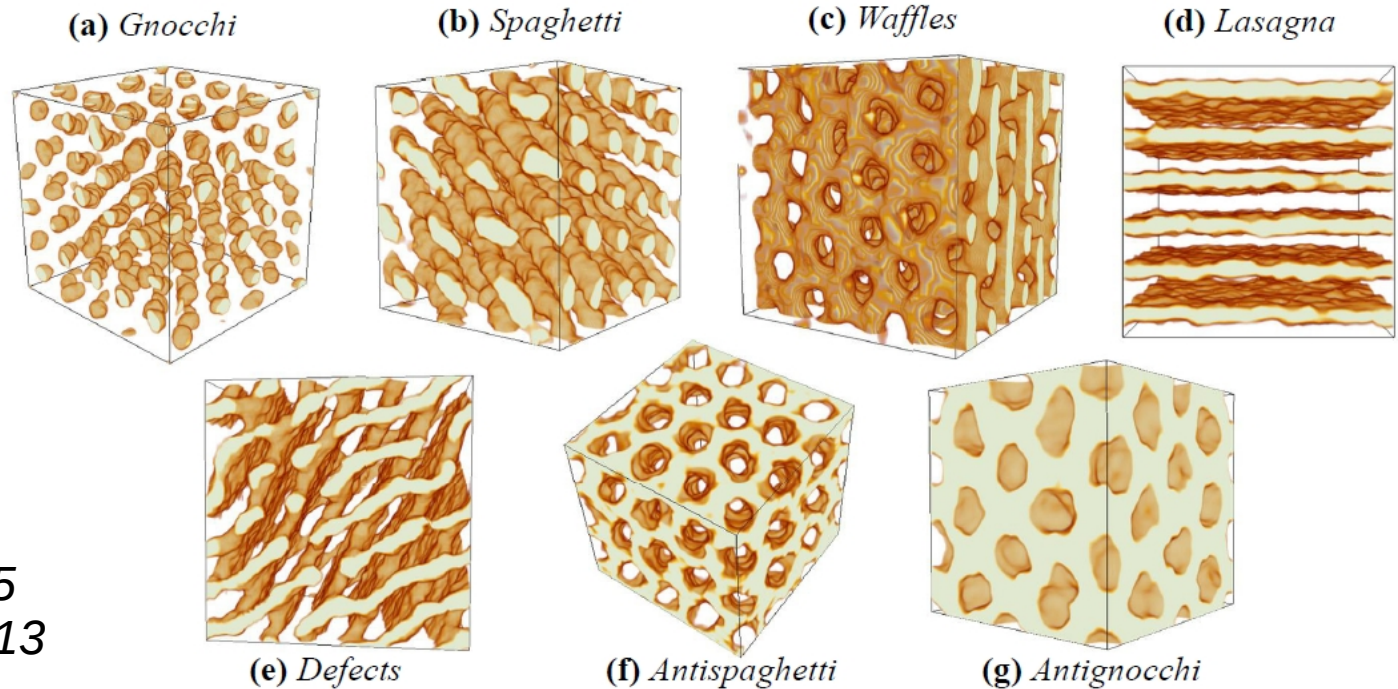 (a) Gnocchi
(b) Spaghetti
(c) Waffles
(d) Lasagna
5
13
(e) Defects
(f) Antispaghetti
(g) Antignocchi